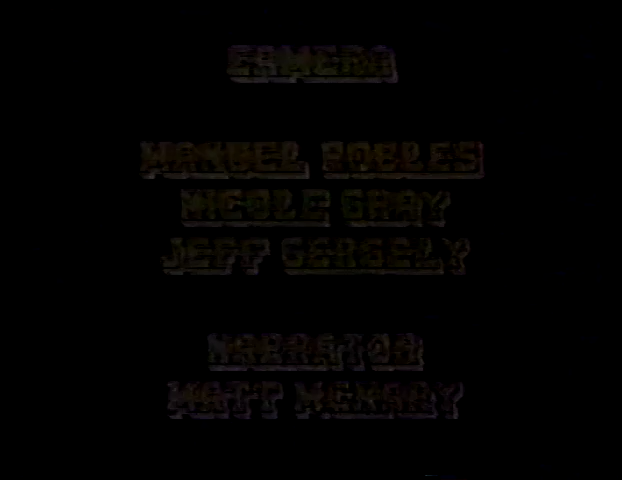 CAMERA
MANUEL ROBLES
NICOLE GRAY
JEFF GERGELY
NARRATOR
MATT